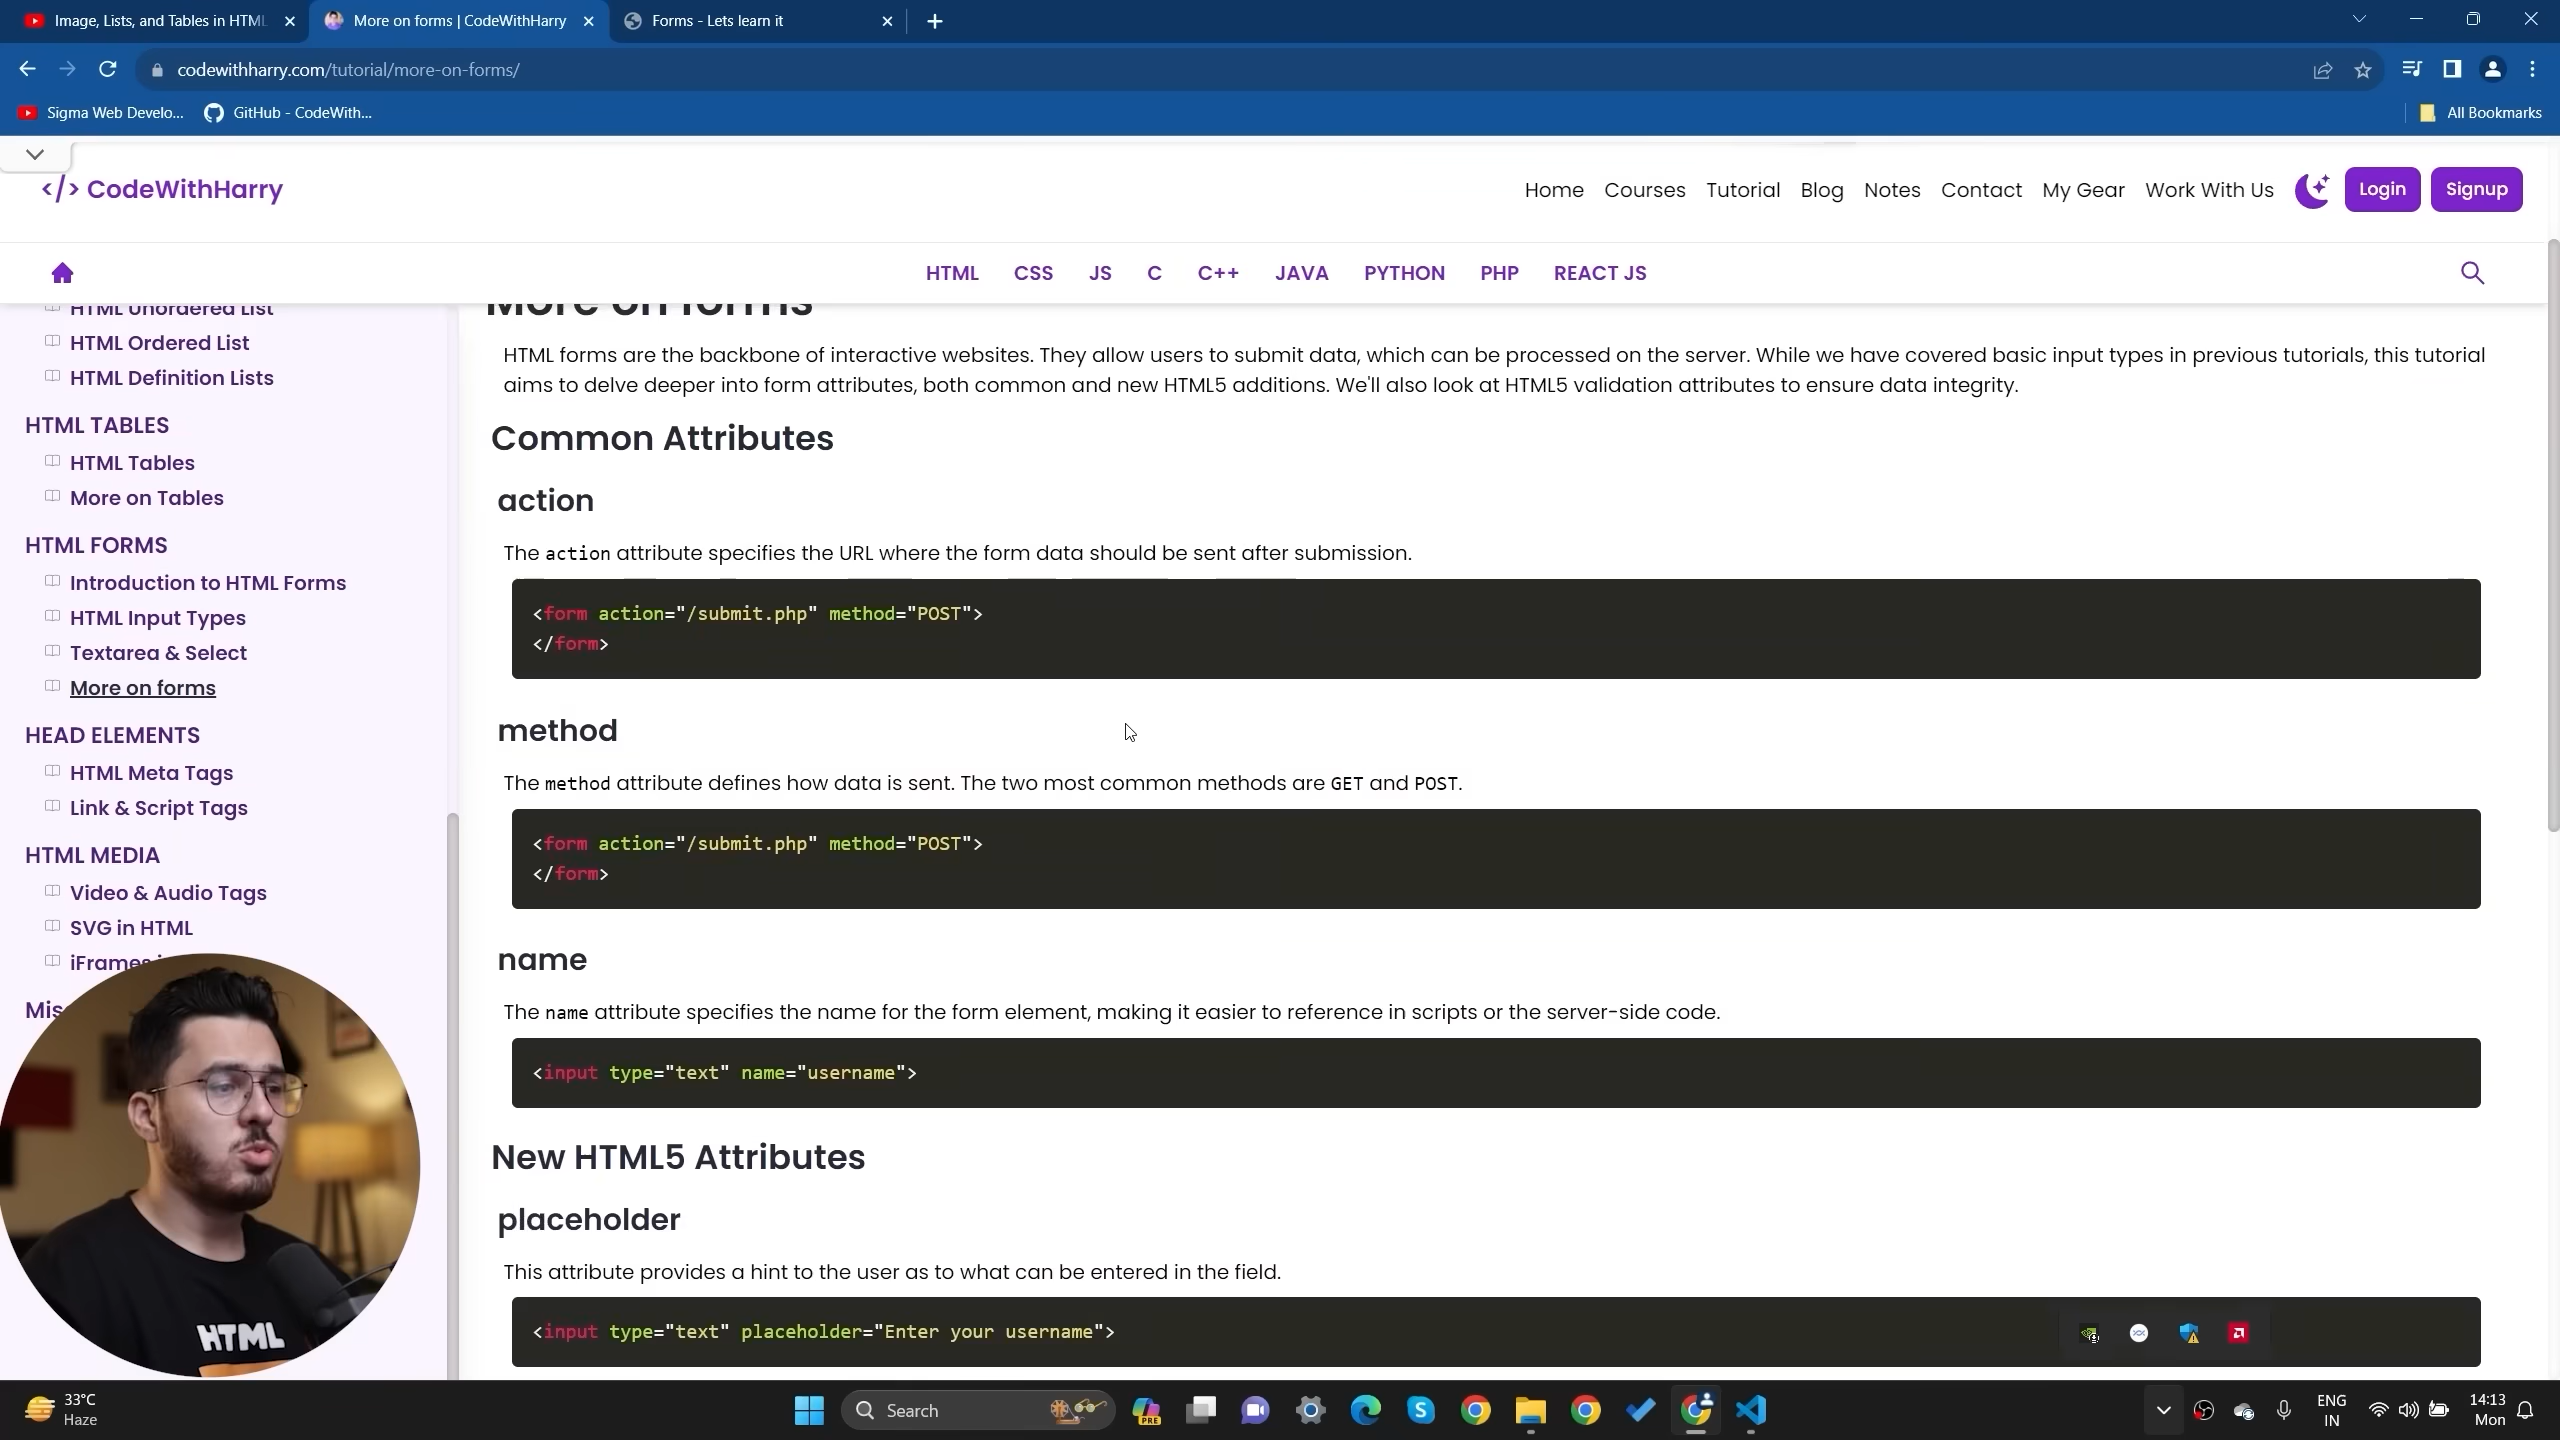 Image, Lists, and Tables in HTML
More on forms | CodeWithHarry
Forms - Lets learn it
codewithharry.com/tutorial/more-on-forms/
Sigma Web Develo...
GitHub - CodeWith...
All Bookmarks
</> CodeWithHarry
Home Courses Tutorial Blog Notes Contact My Gear Work With Us
Login
Signup
HTML CSS JS C C++ JAVA PYTHON PHP REACT JS
HTML Unordered List
HTML Ordered List
HTML Definition Lists
HTML TABLES
HTML Tables
More on Tables
HTML FORMS
Introduction to HTML Forms
HTML Input Types
Textarea & Select
More on forms
HEAD ELEMENTS
HTML Meta Tags
Link & Script Tags
HTML MEDIA
Video & Audio Tags
SVG in HTML
iFrames
More on forms
HTML forms are the backbone of interactive websites. They allow users to submit data, which can be processed on the server. While we have covered basic input types in previous tutorials, this tutorial
aims to delve deeper into form attributes, both common and new HTML5 additions. We'll also look at HTML5 validation attributes to ensure data integrity.
Common Attributes
action
The action attribute specifies the URL where the form data should be sent after submission.
<form action="/submit.php" method="POST">
</form>
method
The method attribute defines how data is sent. The two most common methods are GET and POST.
<form action="/submit.php" method="POST">
</form>
name
The name attribute specifies the name for the form element, making it easier to reference in scripts or the server-side code.
<input type="text" name="username">
New HTML5 Attributes
placeholder
This attribute provides a hint to the user as to what can be entered in the field.
<input type="text" placeholder="Enter your username">
HTML
33°C
Haze
Search
PRE
ENG
IN
14:13
Mon